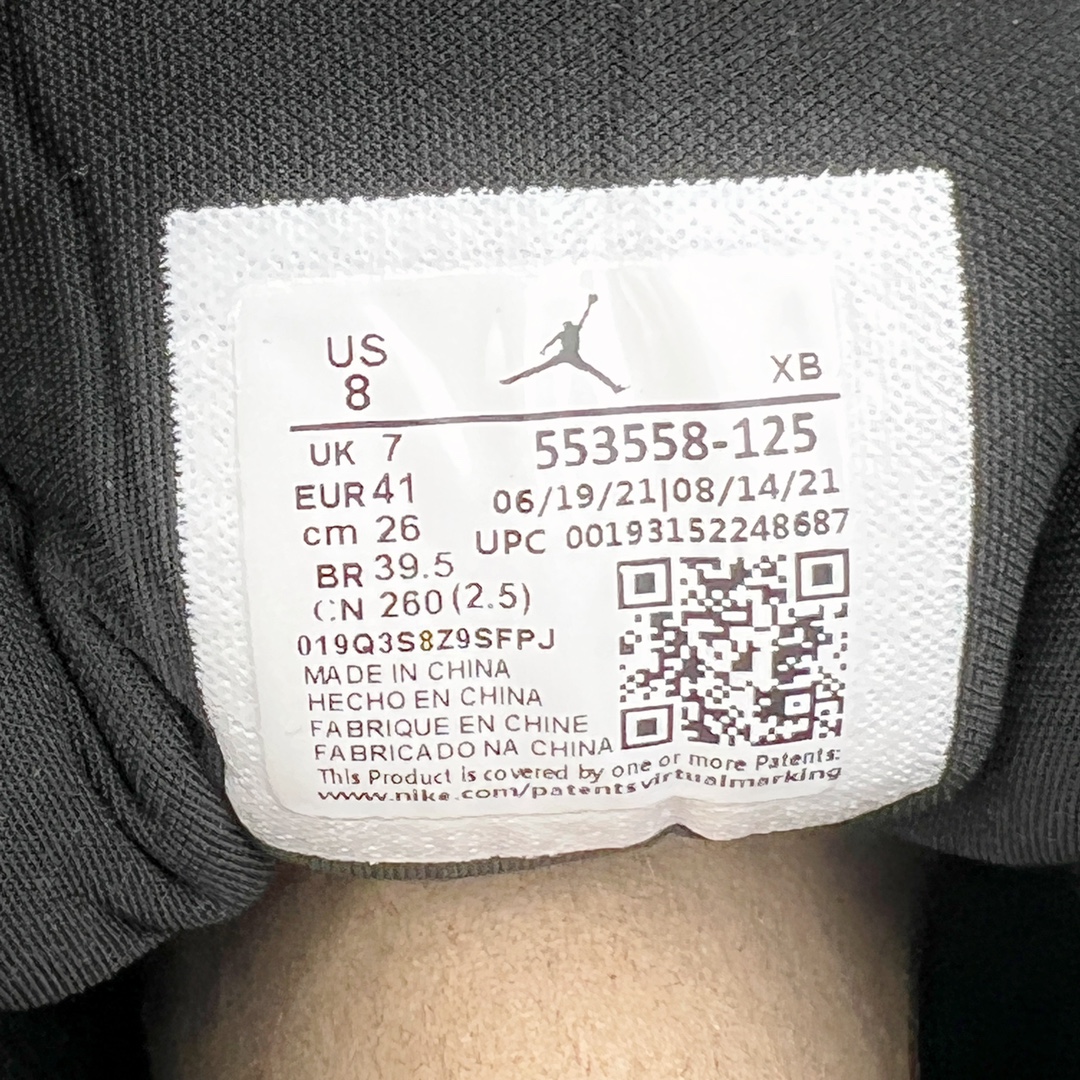 US
8
XB
UK 7
553558-125
EUR 41
06/19/21|08/14/21
cm 26
UPC 00193152248687
BR 39.5
CN 260 (2.5)
019Q3S8Z9SFPJ
MADE IN CHINA
HECHO EN CHINA
FABRIQUE EN CHINE
FABRICADO NA CHINA
This Product is covered by one or more Patents:
www.nike.com/patentsvirtualmarking